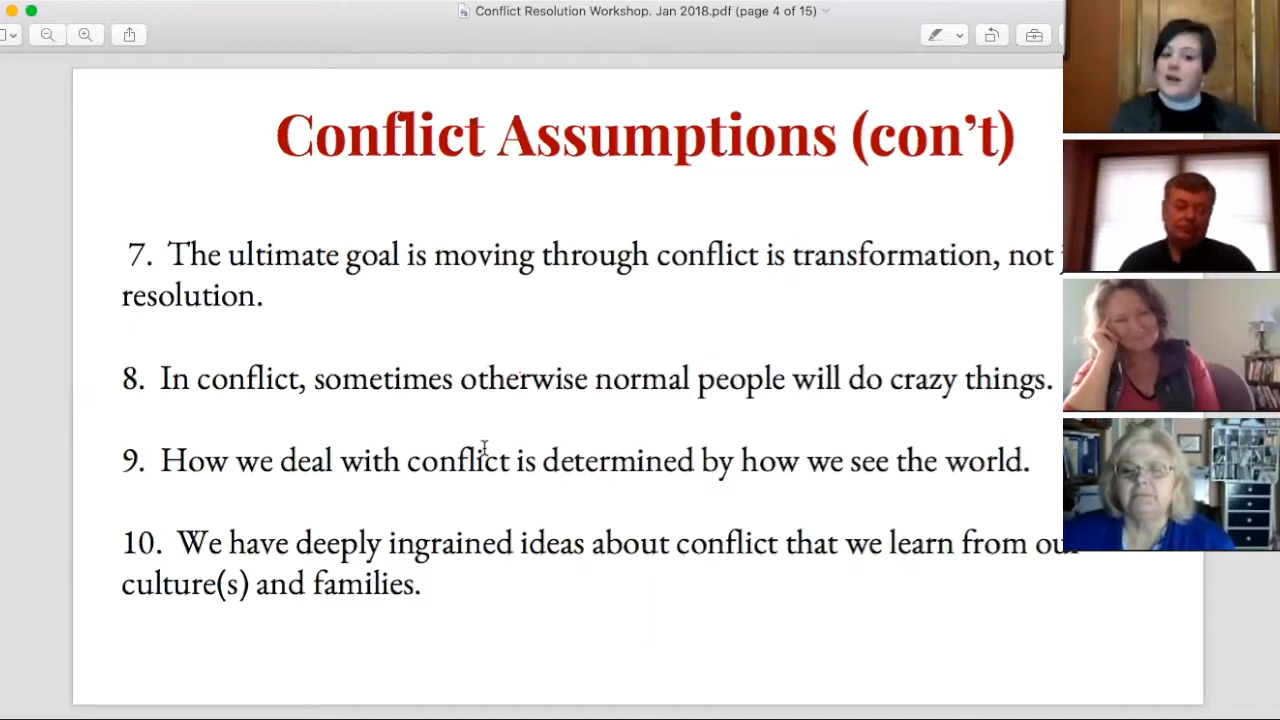 Conflict Resolution Workshop. Jan 2018.pdf (page 4 of 15)
Conflict Assumptions (con't)
7. The ultimate goal is moving through conflict is transformation, not
resolution.
8. In conflict, sometimes otherwise normal people will do crazy things.
9. How we deal with conflict is determined by how we see the world.
10. We have deeply ingrained ideas about conflict that we learn from our
culture(s) and families.